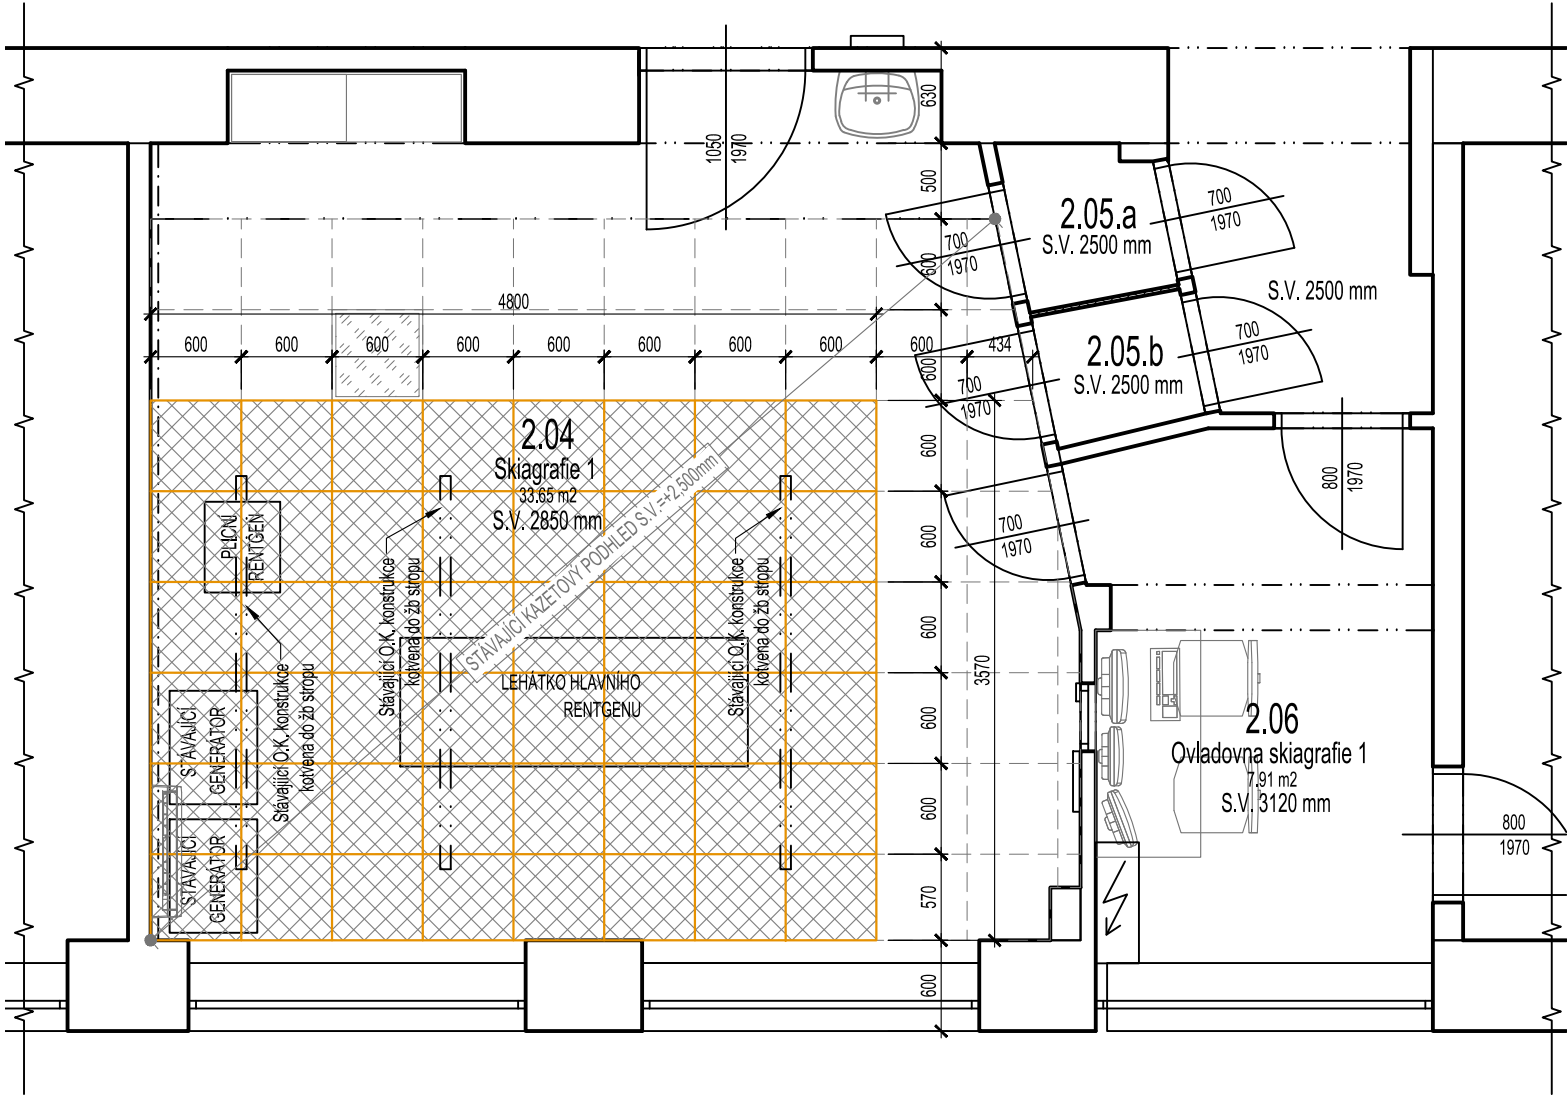 630
1050
1970
500
700
1970
2.05.a
S.V. 2500 mm
700
1970
600
4800
S.V. 2500 mm
600
600
600
600
600
600
600
600
600
434
600
700
1970
2.05.b
S.V. 2500 mm
700
1970
2.04
Skiagrafie 1
33.65 m2
S.V. 2850 mm
STÁVAJÍCÍ KAZETOVÝ PODHLED S.V.=+2,500mm
600
600
700
1970
800
1970
PLICNÍ
RENTGEN
Stávající O.K. konstrukce
kotvena do žb stropu
Stávající O.K. konstrukce
kotvena do žb stropu
Stávající O.K. konstrukce
kotvena do žb stropu
600
3570
LEHÁTKO HLAVNÍHO
RENTGENU
STÁVAJÍCÍ
GENERÁTOR
600
2.06
Ovladovna skiagrafie 1
7.91 m2
S.V. 3120 mm
600
800
1970
STÁVAJÍCÍ
GENERÁTOR
570
600